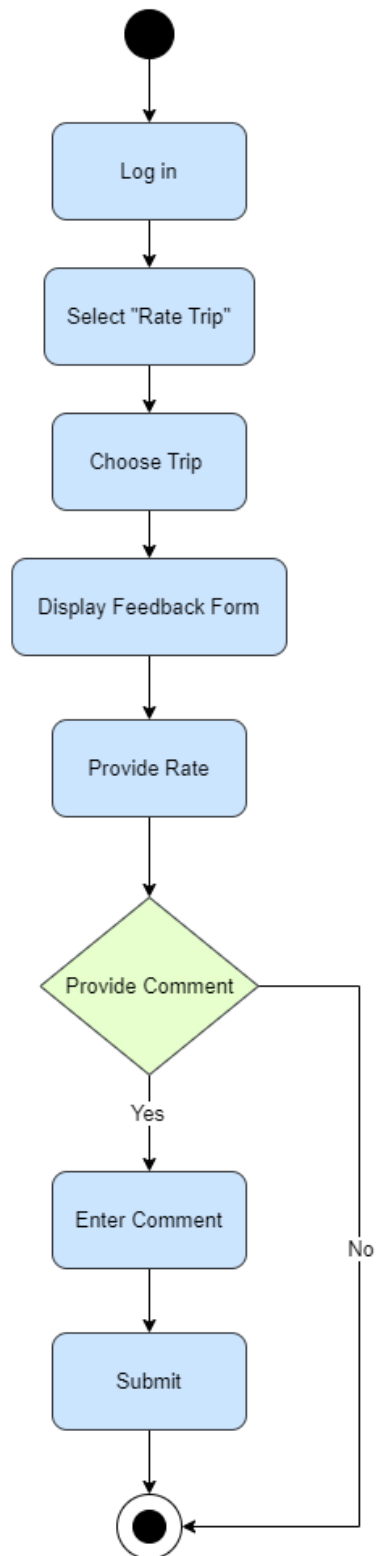 Log in
Select "Rate Trip"
Choose Trip
Display Feedback Form
Provide Rate
Provide Comment
Yes
Enter Comment
No
Submit